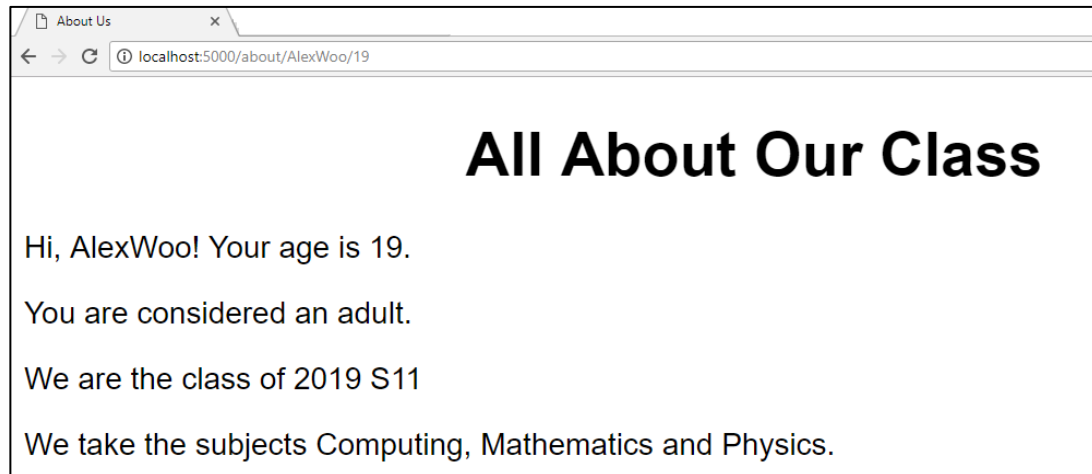 About Us
localhost:5000/about/AlexWoo/19
All About Our Class
Hi, AlexWoo! Your age is 19.
You are considered an adult.
We are the class of 2019 S11
We take the subjects Computing, Mathematics and Physics.